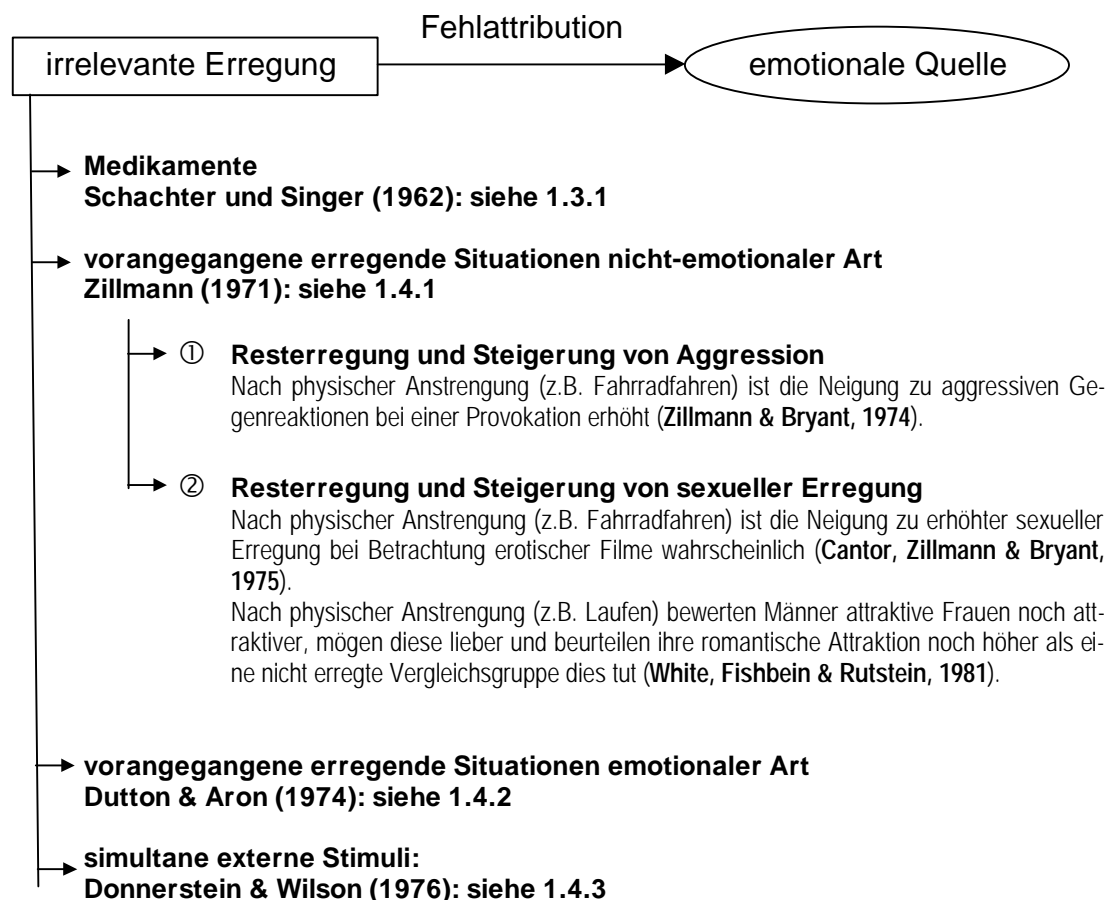 Fehlattribution
irrelevante Erregung
emotionale Quelle
Medikamente
Schachter und Singer (1962): siehe 1.3.1
vorangegangene erregende Situationen nicht-emotionaler Art
Zillmann (1971): siehe 1.4.1
① Resterregung und Steigerung von Aggression
Nach physischer Anstrengung (z.B. Fahrradfahren) ist die Neigung zu aggressiven Ge-
genreaktionen bei einer Provokation erhöht (Zillmann & Bryant, 1974).
② Resterregung und Steigerung von sexueller Erregung
Nach physischer Anstrengung (z.B. Fahrradfahren) ist die Neigung zu erhöhter sexueller
Erregung bei Betrachtung erotischer Filme wahrscheinlich (Cantor, Zillmann & Bryant,
1975).
Nach physischer Anstrengung (z.B. Laufen) bewerten Männer attraktive Frauen noch att-
raktiver, mögen diese lieber und beurteilen ihre romantische Attraktion noch höher als ei-
ne nicht erregte Vergleichsgruppe dies tut (White, Fishbein & Rutstein, 1981).
vorangegangene erregende Situationen emotionaler Art
Dutton & Aron (1974): siehe 1.4.2
simultane externe Stimuli:
Donnerstein & Wilson (1976): siehe 1.4.3